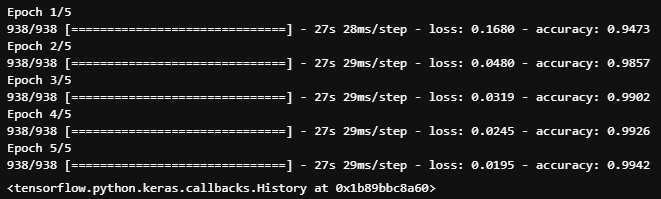 Epoch 1/5
938/938 [==============================] - 27s 28ms/step - loss: 0.1680 - accuracy: 0.9473
Epoch 2/5
938/938 [==============================] - 27s 29ms/step - loss: 0.0480 - accuracy: 0.9857
Epoch 3/5
938/938 [==============================] - 27s 29ms/step - loss: 0.0319 - accuracy: 0.9902
Epoch 4/5
938/938 [==============================] - 27s 29ms/step - loss: 0.0245 - accuracy: 0.9926
Epoch 5/5
938/938 [==============================] - 27s 29ms/step - loss: 0.0195 - accuracy: 0.9942
<tensorflow.python.keras.callbacks.History at 0x1b89bbc8a60>